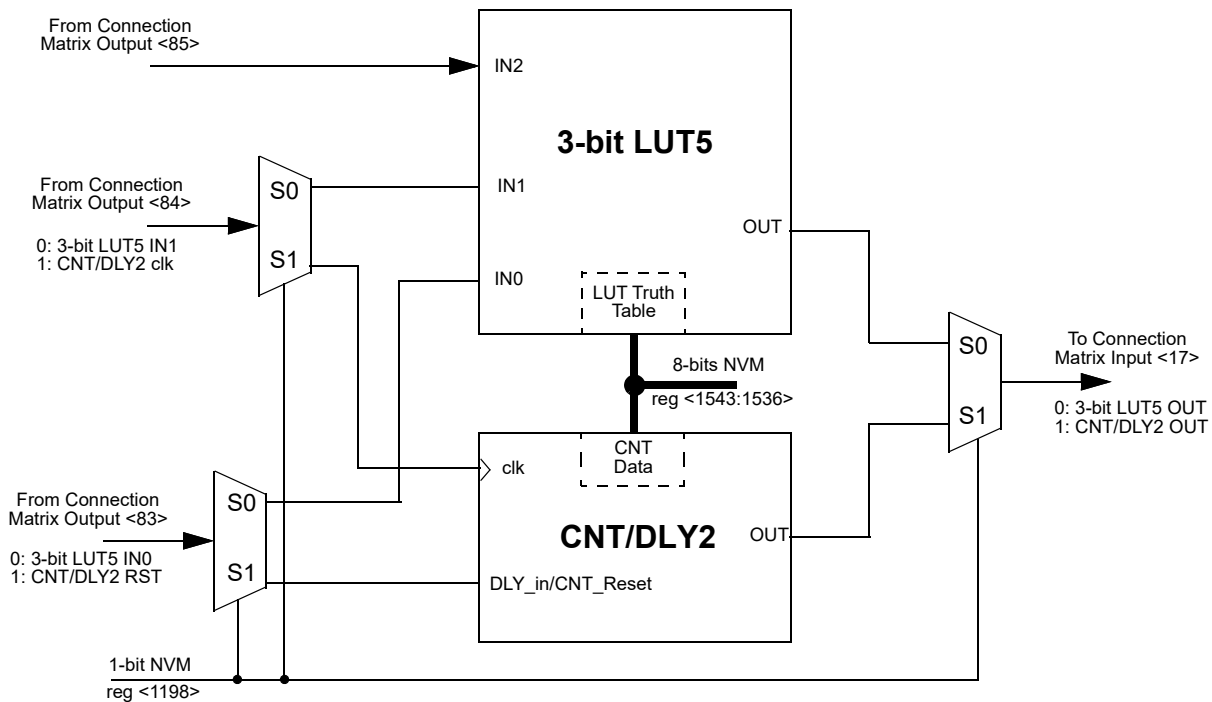 From Connection
Matrix Output <85>
IN2
3-bit LUT5
From Connection
Matrix Output <84>
S0
S1
0: 3-bit LUT5 IN1
1: CNT/DLY2 clk
IN1
IN0
OUT
LUT Truth
Table
8-bits NVM
reg <1543:1536>
S0
S1
To Connection
Matrix Input <17>
0: 3-bit LUT5 OUT
1: CNT/DLY2 OUT
CNT
Data
clk
CNT/DLY2
OUT
DLY_in/CNT_Reset
From Connection
Matrix Output <83>
S0
S1
0: 3-bit LUT5 IN0
1: CNT/DLY2 RST
1-bit NVM
reg <1198>